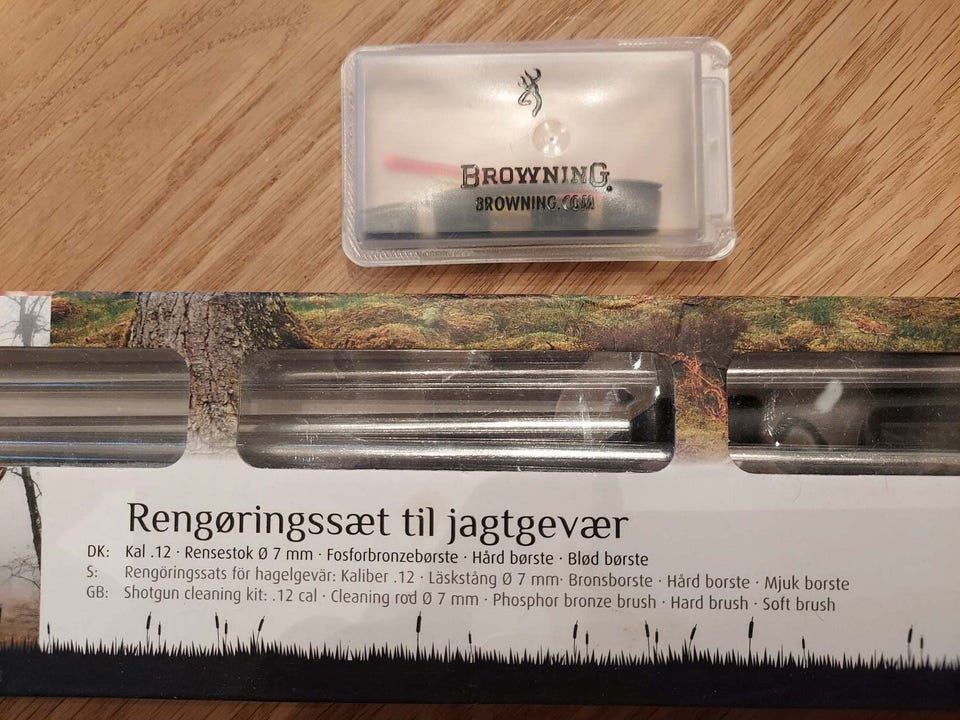 BROWNING.
BROWNING.COM
Rengøringssæt til jagtgevær
DK: Kal .12 · Rensestok Ø 7 mm · Fosforbronzebørste · Hård børste · Blød børste
S: Rengöringssats för hagelgevär: Kaliber .12 · Läskstång Ø 7 mm· Bronsborste · Hård borste · Mjuk borste
GB: Shotgun cleaning kit: .12 cal · Cleaning rod Ø 7 mm · Phosphor bronze brush · Hard brush · Soft brush